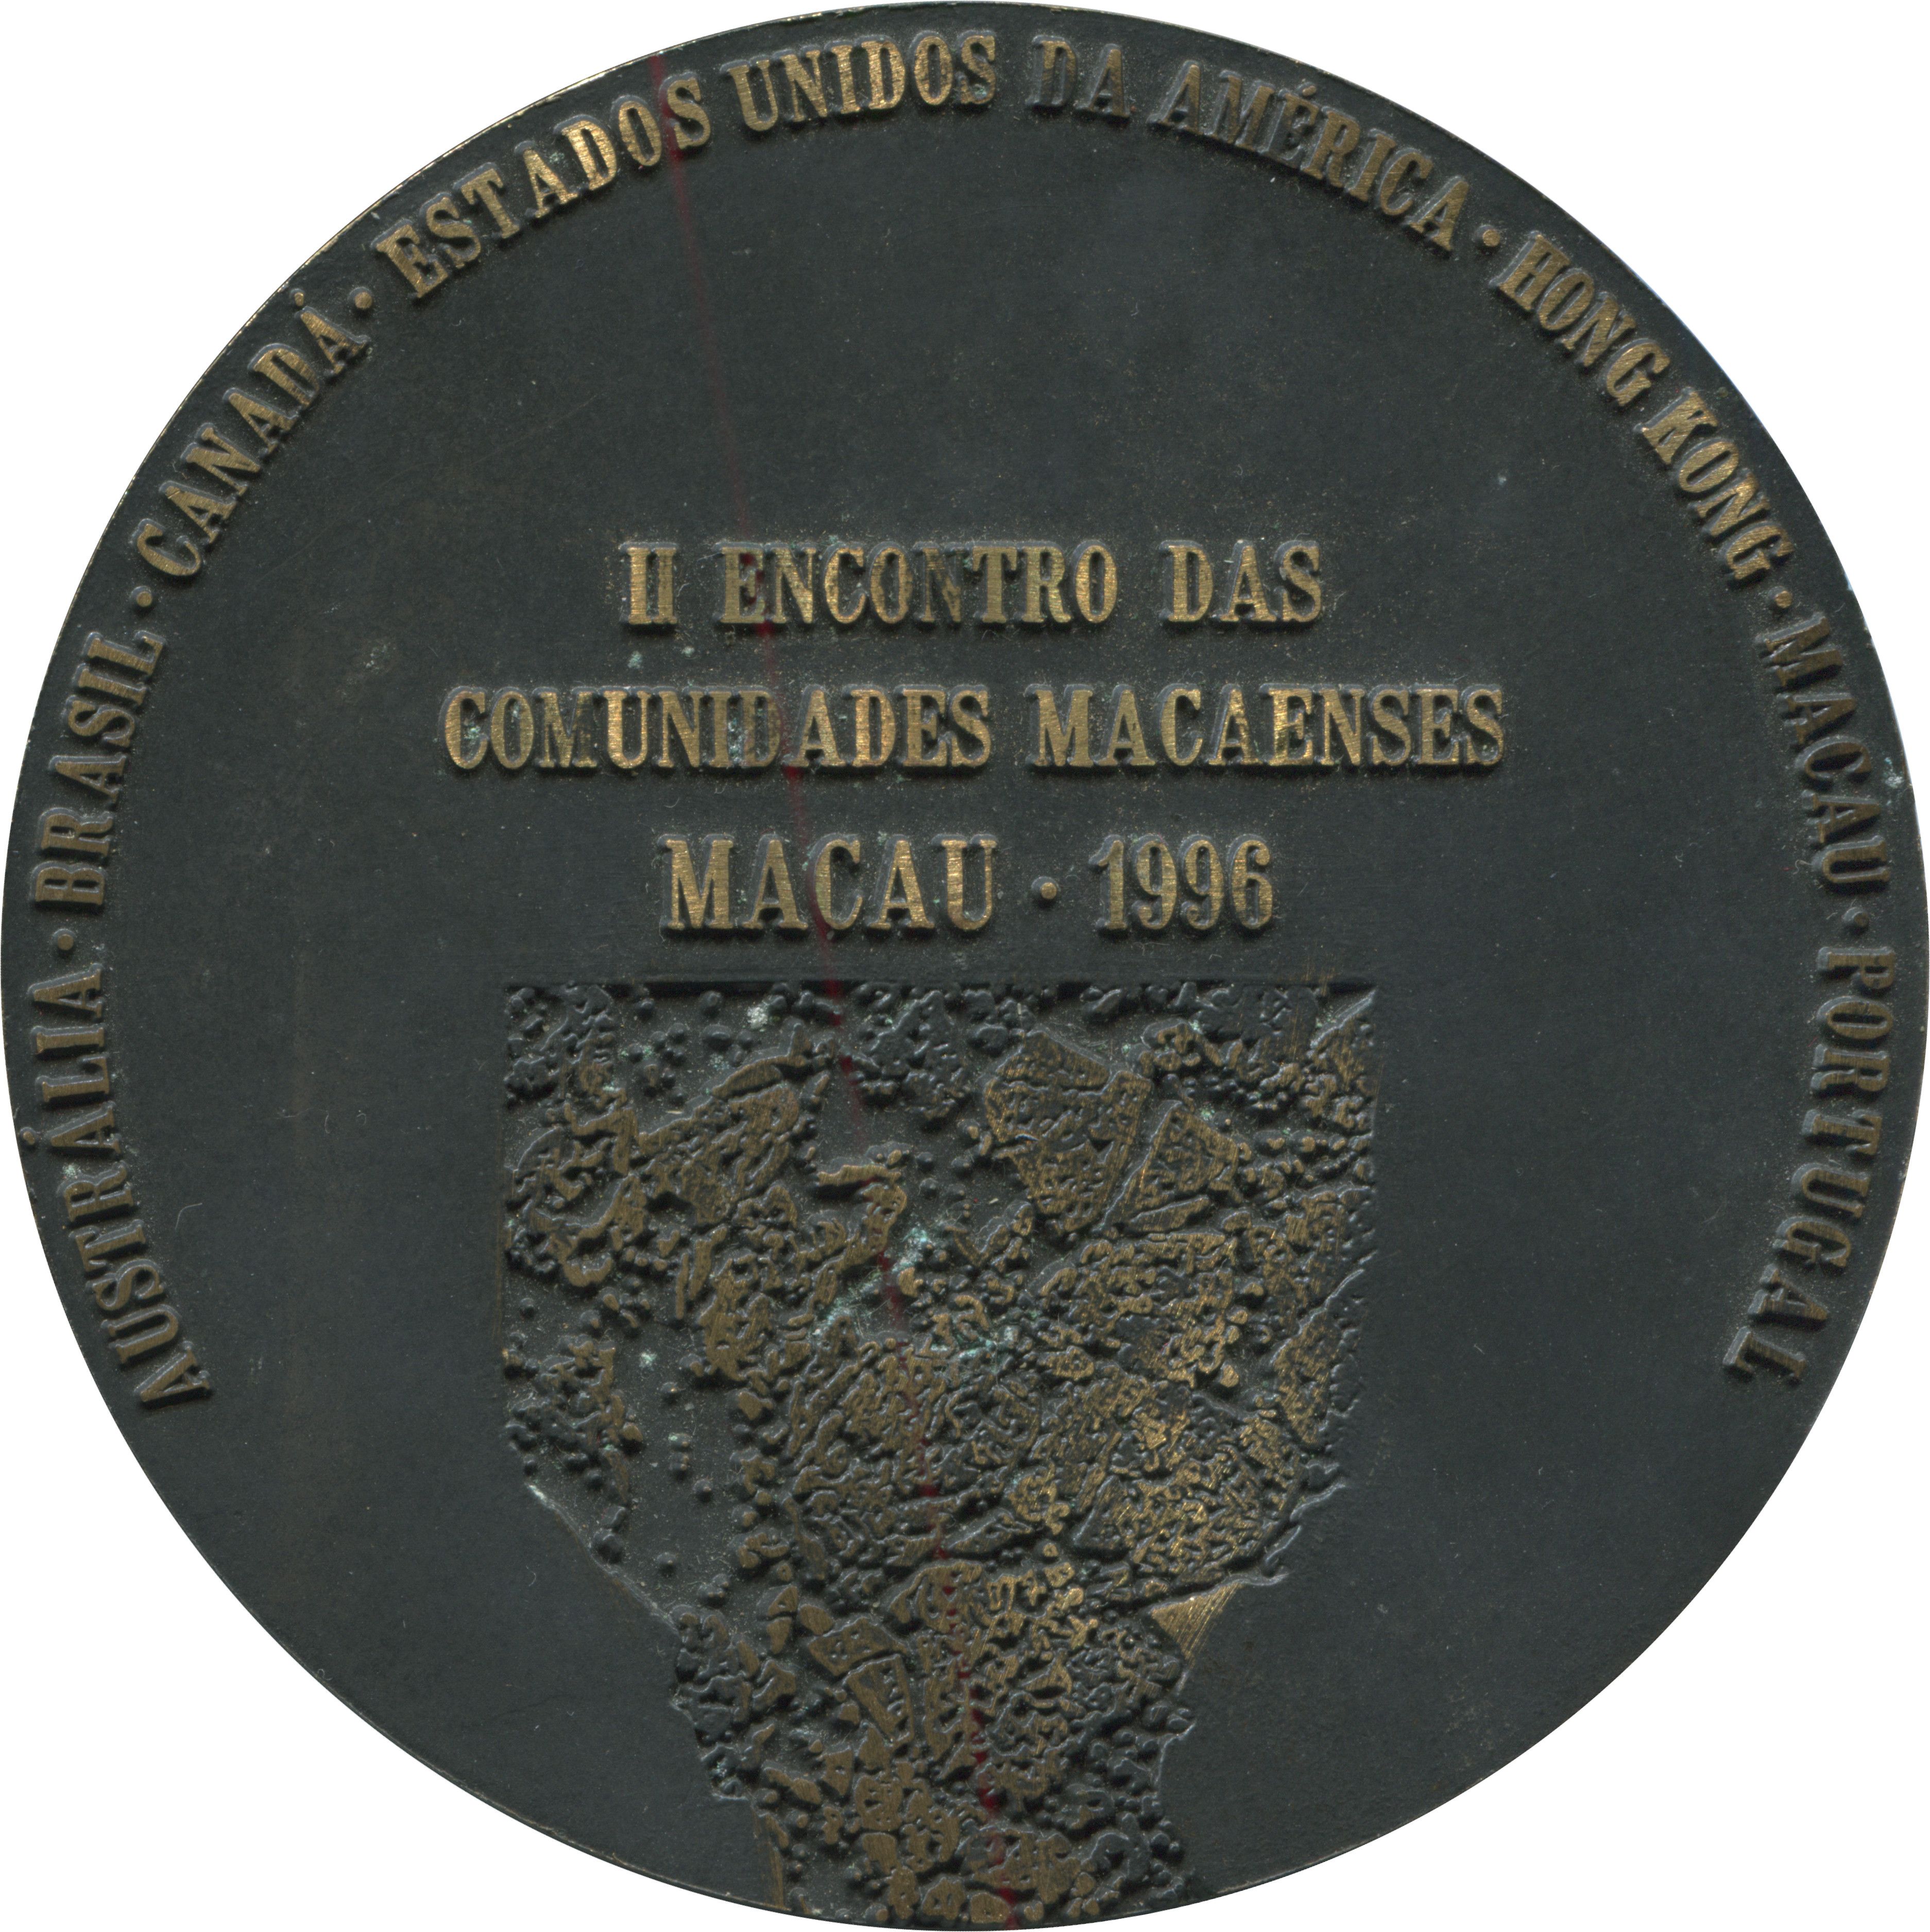 AUSTRÁLIA · BRASIL · CANADÁ · ESTADOS UNIDOS DA AMÉRICA · HONG KONG · MACAU · PORTUGAL
II ENCONTRO DAS
COMUNIDADES MACAENSES
MACAU · 1996